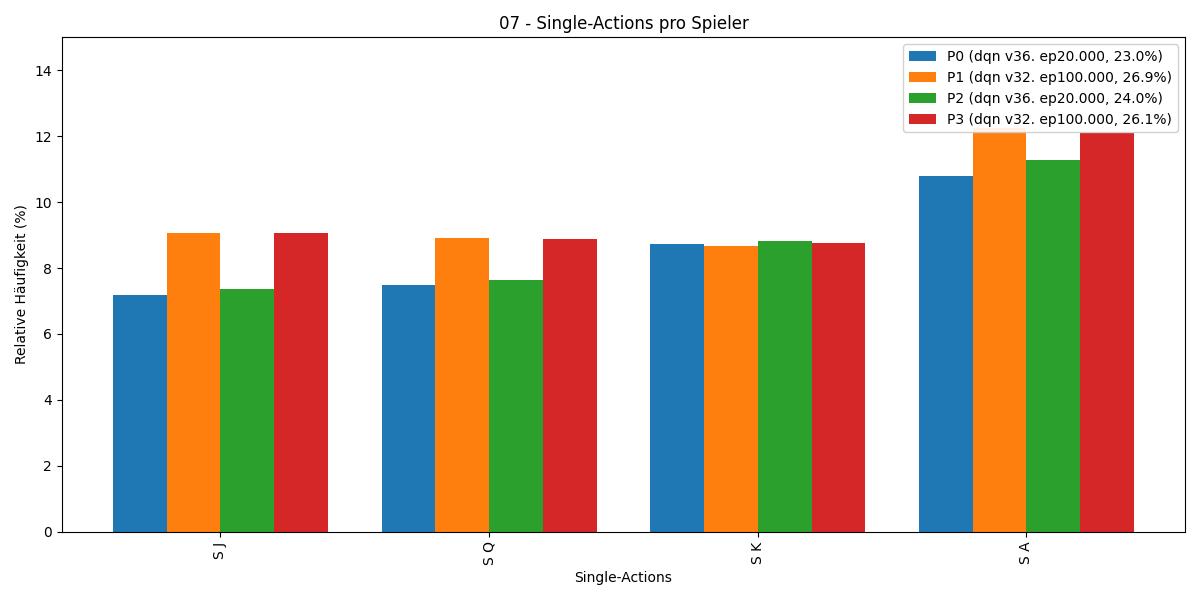 07 - Single-Actions pro Spieler
P0 (dqn v36. ep20.000, 23.0%)
P1 (dqn v32. ep100.000, 26.9%)
P2 (dqn v36. ep20.000, 24.0%)
P3 (dqn v32. ep100.000, 26.1%)
Relative Häufigkeit (%)
14
12
10
8
6
4
2
0
S J
S Q
S K
S A
Single-Actions